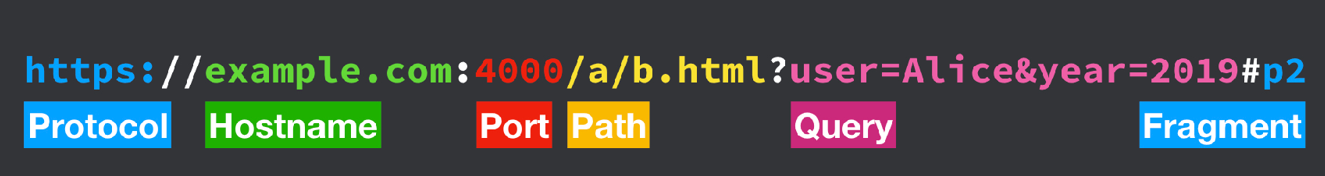 https://example.com:4000/a/b.html?user=Alice&year=2019#p2
Protocol Hostname Port Path Query Fragment